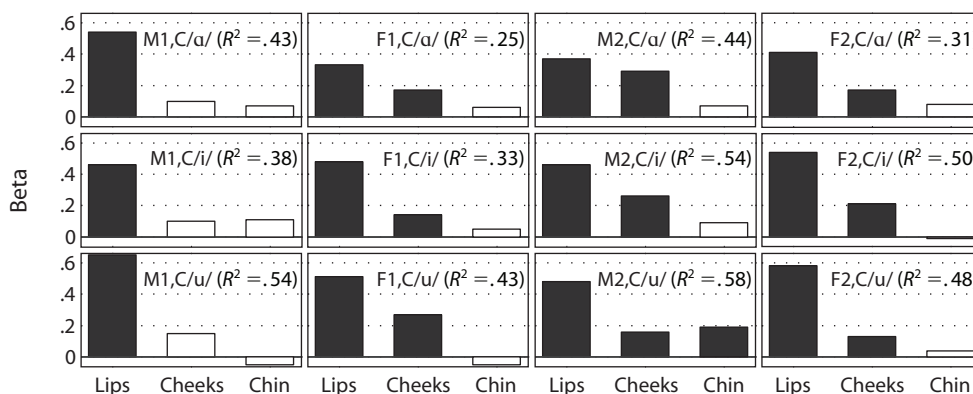 Beta
.6
.4
.2
0
M1,C/ɑ/ (R² =.43)
F1,C/ɑ/ (R² =.25)
M2,C/ɑ/ (R² =.44)
F2,C/ɑ/ (R² =.31)
.6
.4
.2
0
M1,C/i/ (R² =.38)
F1,C/i/ (R² =.33)
M2,C/i/ (R² =.54)
F2,C/i/ (R² =.50)
.6
.4
.2
0
M1,C/u/ (R² =.54)
F1,C/u/ (R² =.43)
M2,C/u/ (R² =.58)
F2,C/u/ (R² =.48)
Lips Cheeks Chin Lips Cheeks Chin Lips Cheeks Chin Lips Cheeks Chin